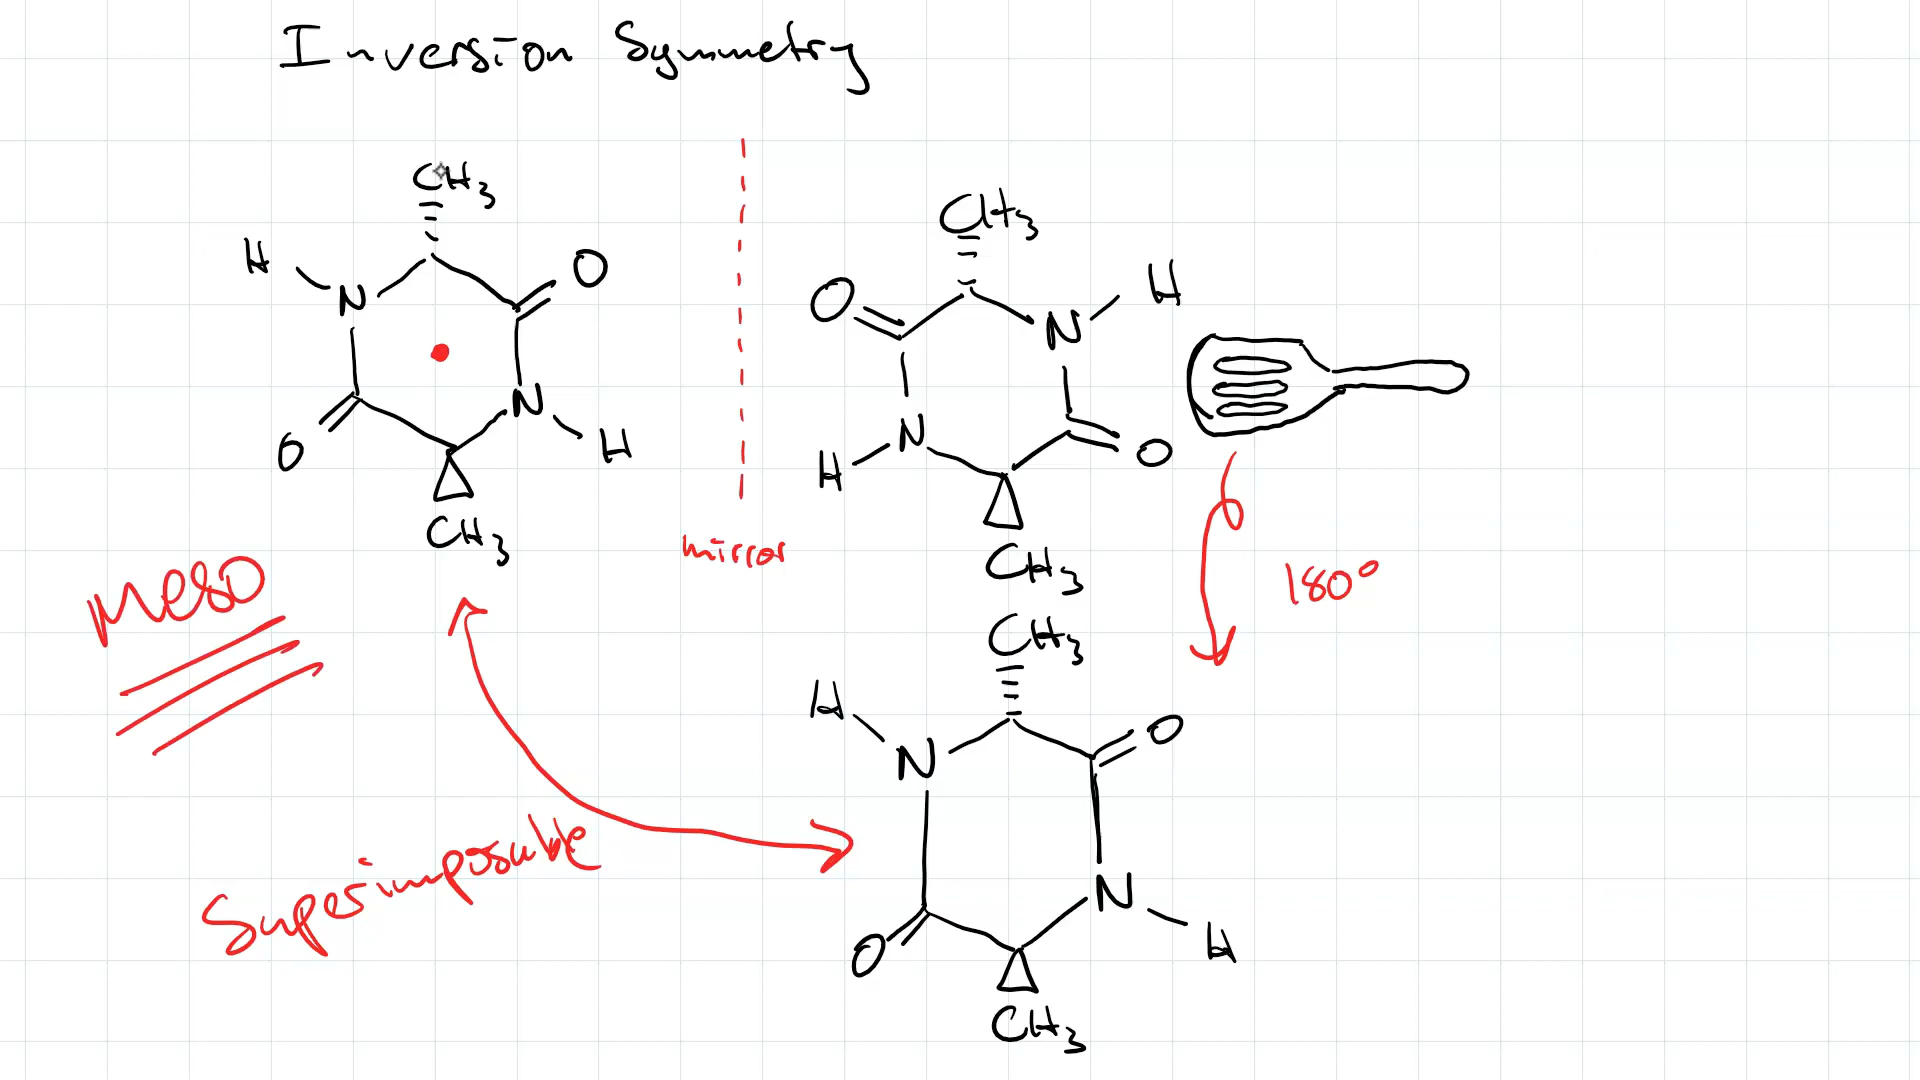 Inversion Symmetry
CH3
H
N
O
O
N
H
CH3
mirror
CH3
O
N
H
H
N
O
CH3
180°
Meso
CH3
H
N
O
O
N
H
CH3
Superimposable